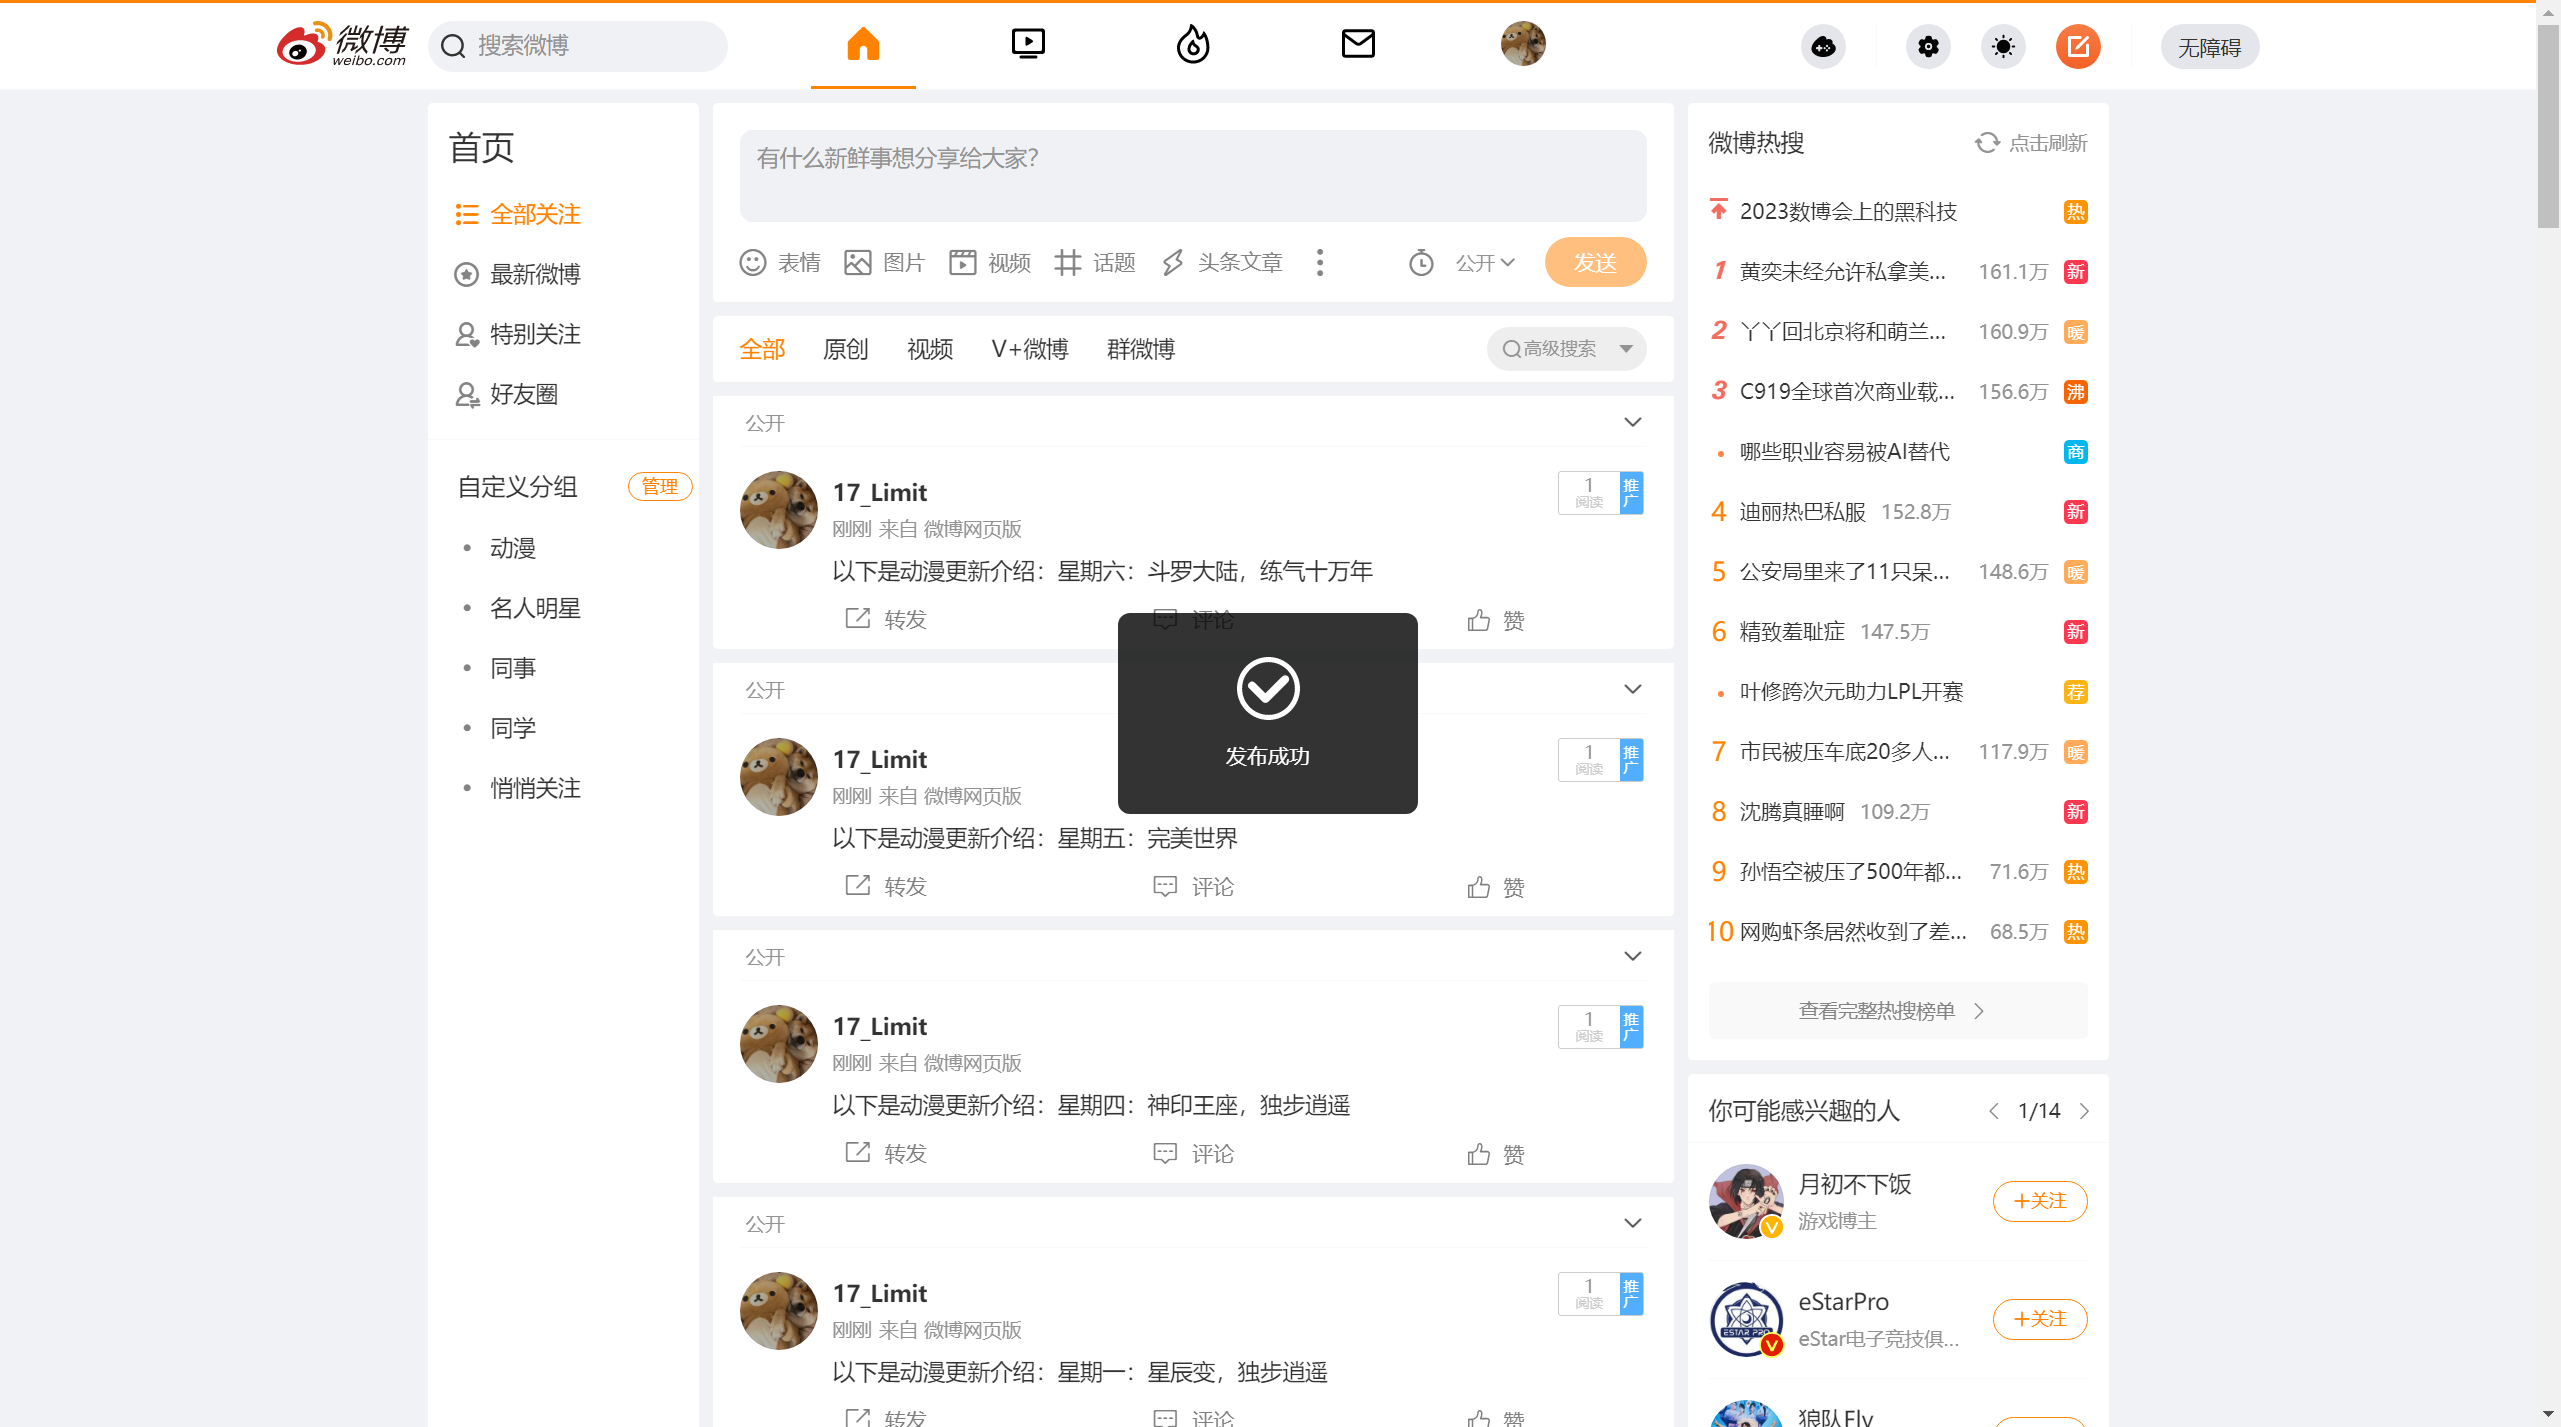 微博
weibo.com
搜索微博
无障碍
首页
全部关注
最新微博
特别关注
好友圈
自定义分组
管理
动漫
名人明星
同事
同学
悄悄关注
有什么新鲜事想分享给大家?
表情 图片 视频 话题 头条文章 公开 发送
全部 原创 视频 V+微博 群微博 高级搜索
公开
17_Limit
刚刚 来自 微博网页版
1
阅读
推广
以下是动漫更新介绍：星期六：斗罗大陆，练气十万年
转发 评论 赞
公开
17_Limit
刚刚 来自 微博网页版
1
阅读
推广
以下是动漫更新介绍：星期五：完美世界
转发 评论 赞
发布成功
公开
17_Limit
刚刚 来自 微博网页版
1
阅读
推广
以下是动漫更新介绍：星期四：神印王座，独步逍遥
转发 评论 赞
公开
17_Limit
刚刚 来自 微博网页版
1
阅读
推广
以下是动漫更新介绍：星期一：星辰变，独步逍遥
转发 评论 赞
微博热搜 点击刷新
2023数博会上的黑科技 热
1 黄奕未经允许私拿美... 161.1万 新
2 丫丫回北京将和萌兰... 160.9万 暖
3 C919全球首次商业载... 156.6万 沸
哪些职业容易被AI替代 商
4 迪丽热巴私服 152.8万 新
5 公安局里来了11只呆... 148.6万 暖
6 精致羞耻症 147.5万 新
叶修跨次元助力LPL开赛 荐
7 市民被压车底20多人... 117.9万 暖
8 沈腾真睡啊 109.2万 新
9 孙悟空被压了500年都... 71.6万 热
10 网购虾条居然收到了差... 68.5万 热
查看完整热搜榜单
你可能感兴趣的人 1/14
月初不下饭
游戏博主
+关注
eStarPro
eStar电子竞技俱...
+关注
ESTAR PRO
狼队Fly